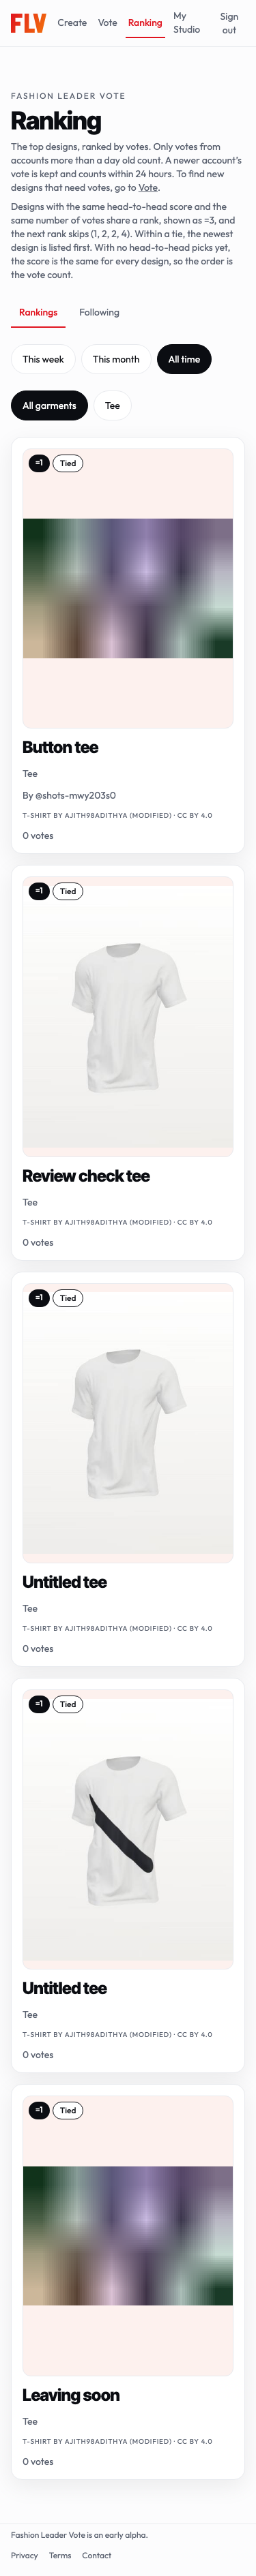 FLV Create Vote Ranking My Studio Sign out
FASHION LEADER VOTE
Ranking
The top designs, ranked by votes. Only votes from
accounts more than a day old count. A newer account's
vote is kept and counts within 24 hours. To find new
designs that need votes, go to Vote.
Designs with the same head-to-head score and the
same number of votes share a rank, shown as =3, and
the next rank skips (1, 2, 2, 4). Within a tie, the newest
design is listed first. With no head-to-head picks yet,
the score is the same for every design, so the order is
the vote count.
Rankings Following
This week This month All time
All garments Tee
=1 Tied
Button tee
Tee
By @shots-mwy203s0
T-SHIRT BY AJITH98ADITHYA (MODIFIED) · CC BY 4.0
0 votes
=1 Tied
Review check tee
Tee
T-SHIRT BY AJITH98ADITHYA (MODIFIED) · CC BY 4.0
0 votes
=1 Tied
Untitled tee
Tee
T-SHIRT BY AJITH98ADITHYA (MODIFIED) · CC BY 4.0
0 votes
=1 Tied
Untitled tee
Tee
T-SHIRT BY AJITH98ADITHYA (MODIFIED) · CC BY 4.0
0 votes
=1 Tied
Leaving soon
Tee
T-SHIRT BY AJITH98ADITHYA (MODIFIED) · CC BY 4.0
0 votes
Fashion Leader Vote is an early alpha.
Privacy Terms Contact